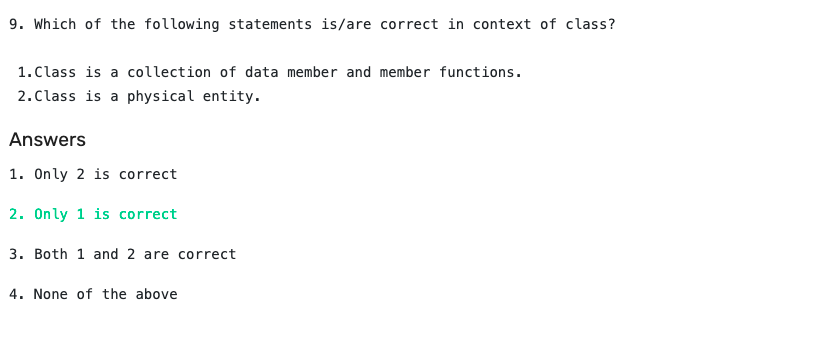 9. Which of the following statements is/are correct in context of class?
1.Class is a collection of data member and member functions.
2.Class is a physical entity.
Answers
1. Only 2 is correct
2. Only 1 is correct
3. Both 1 and 2 are correct
4. None of the above